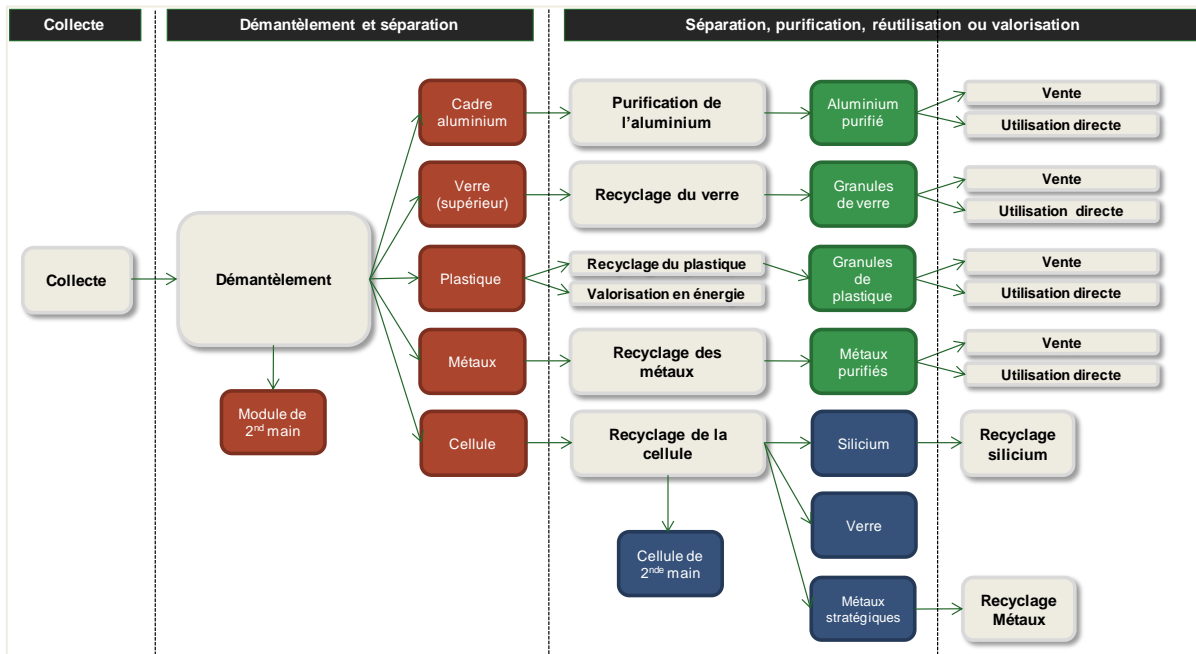 Collecte
Démantèlement et séparation
Séparation, purification, réutilisation ou valorisation
Collecte
Démantèlement
Module de
2nd main
Cadre
aluminium
Verre
(supérieur)
Plastique
Métaux
Cellule
Purification de
l'aluminium
Recyclage du verre
Recyclage du plastique
Valorisation en énergie
Recyclage des
métaux
Recyclage de la
cellule
Cellule de
2nde main
Aluminium
purifié
Granules
de verre
Granules
de
plastique
Métaux
purifiés
Silicium
Verre
Métaux
stratégiques
Vente
Utilisation directe
Vente
Utilisation directe
Vente
Utilisation directe
Vente
Utilisation directe
Recyclage
silicium
Recyclage
Métaux